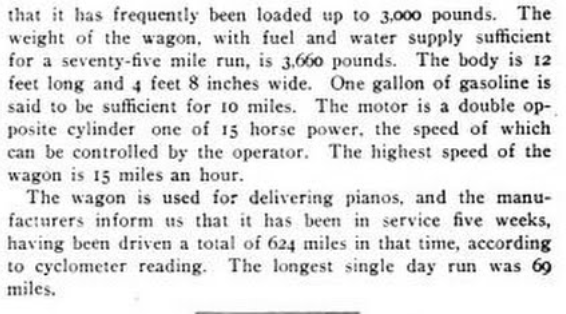 that it has frequently been loaded up to 3,000 pounds. The
weight of the wagon, with fuel and water supply sufficient
for a seventy-five mile run, is 3,660 pounds. The body is 12
feet long and 4 feet 8 inches wide. One gallon of gasoline is
said to be sufficient for 10 miles. The motor is a double op-
posite cylinder one of 15 horse power, the speed of which
can be controlled by the operator. The highest speed of the
wagon is 15 miles an hour.
The wagon is used for delivering pianos, and the manu-
facturers inform us that it has been in service five weeks,
having been driven a total of 624 miles in that time, according
to cyclometer reading. The longest single day run was 69
miles.